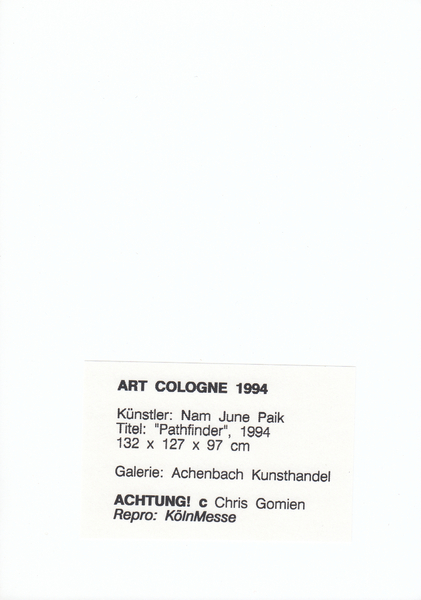 ART COLOGNE 1994
Künstler: Nam June Paik
Titel: "Pathfinder", 1994
132 x 127 x 97 cm
Galerie: Achenbach Kunsthandel
ACHTUNG! c Chris Gomien
Repro: KölnMesse